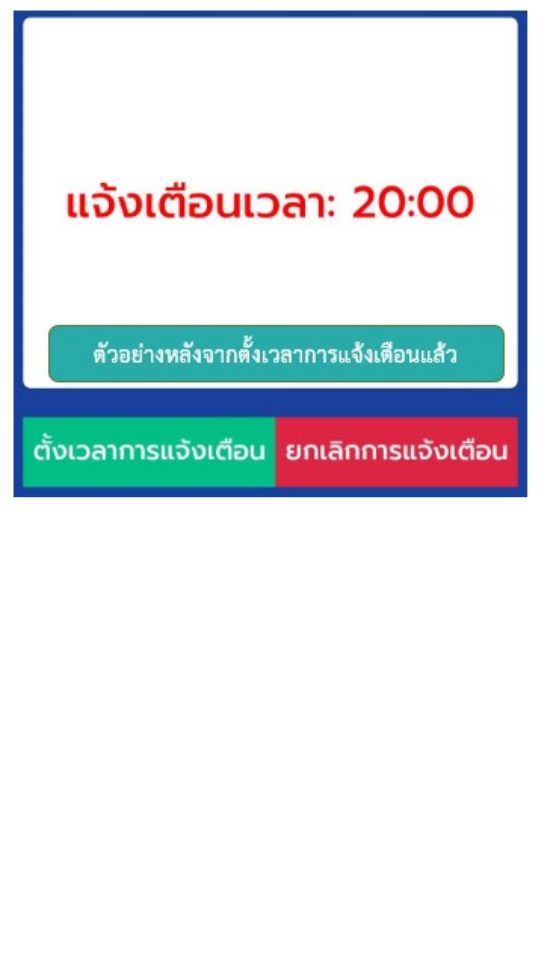 แจ้งเตือนเวลา: 20:00
ตัวอย่างหลังจากตั้งเวลาการแจ้งเตือนแล้ว
ตั้งเวลาการแจ้งเตือน ยกเลิกการแจ้งเตือน